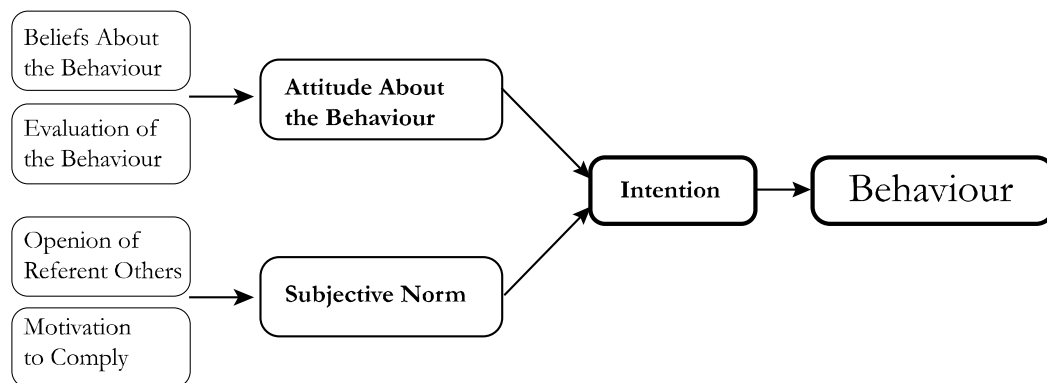 Beliefs About
the Behaviour
Evaluation of
the Behaviour
Attitude About
the Behaviour
Openion of
Referent Others
Motivation
to Comply
Subjective Norm
Intention
Behaviour